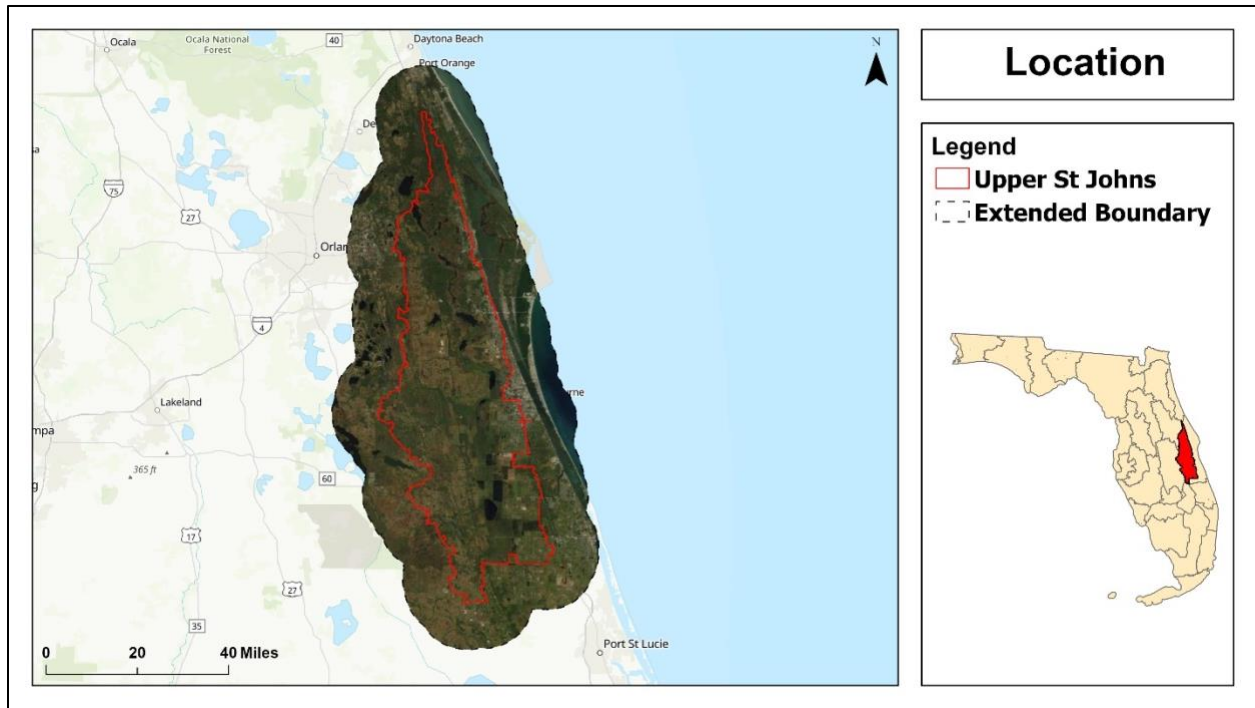 Ocala
Ocala National
Forest
40
Daytona Beach
Port Orange
N
De
75
27
Orlan
4
Lakeland
mpa
365 ft
60
rne
17
27
35
Port St Lucie
0 20 40 Miles
Location
Legend
Upper St Johns
Extended Boundary